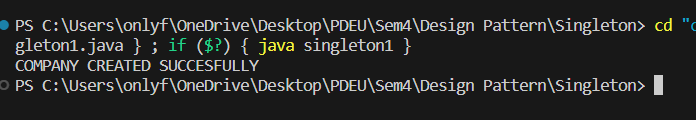 PS C:\Users\onlyf\OneDrive\Desktop\PDEU\Sem4\Design Pattern\Singleton> cd "c
gleton1.java } ; if ($?) { java singleton1 }
COMPANY CREATED SUCCESFULLY
PS C:\Users\onlyf\OneDrive\Desktop\PDEU\Sem4\Design Pattern\Singleton>